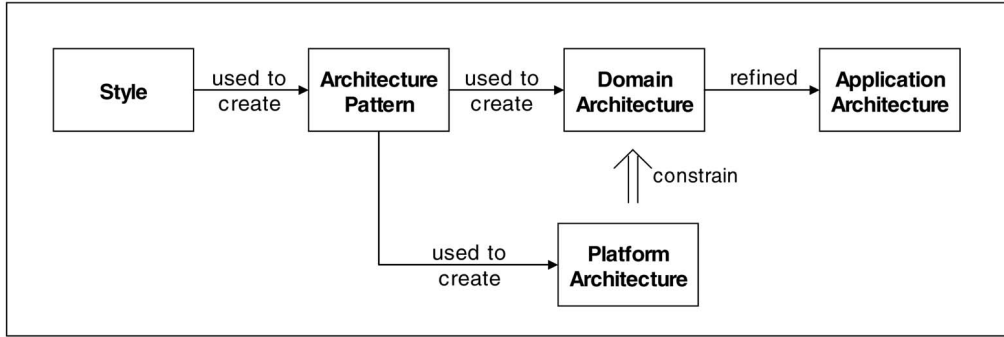 Style
used to
create
Architecture
Pattern
used to
create
Domain
Architecture
refined
Application
Architecture
constrain
used to
create
Platform
Architecture